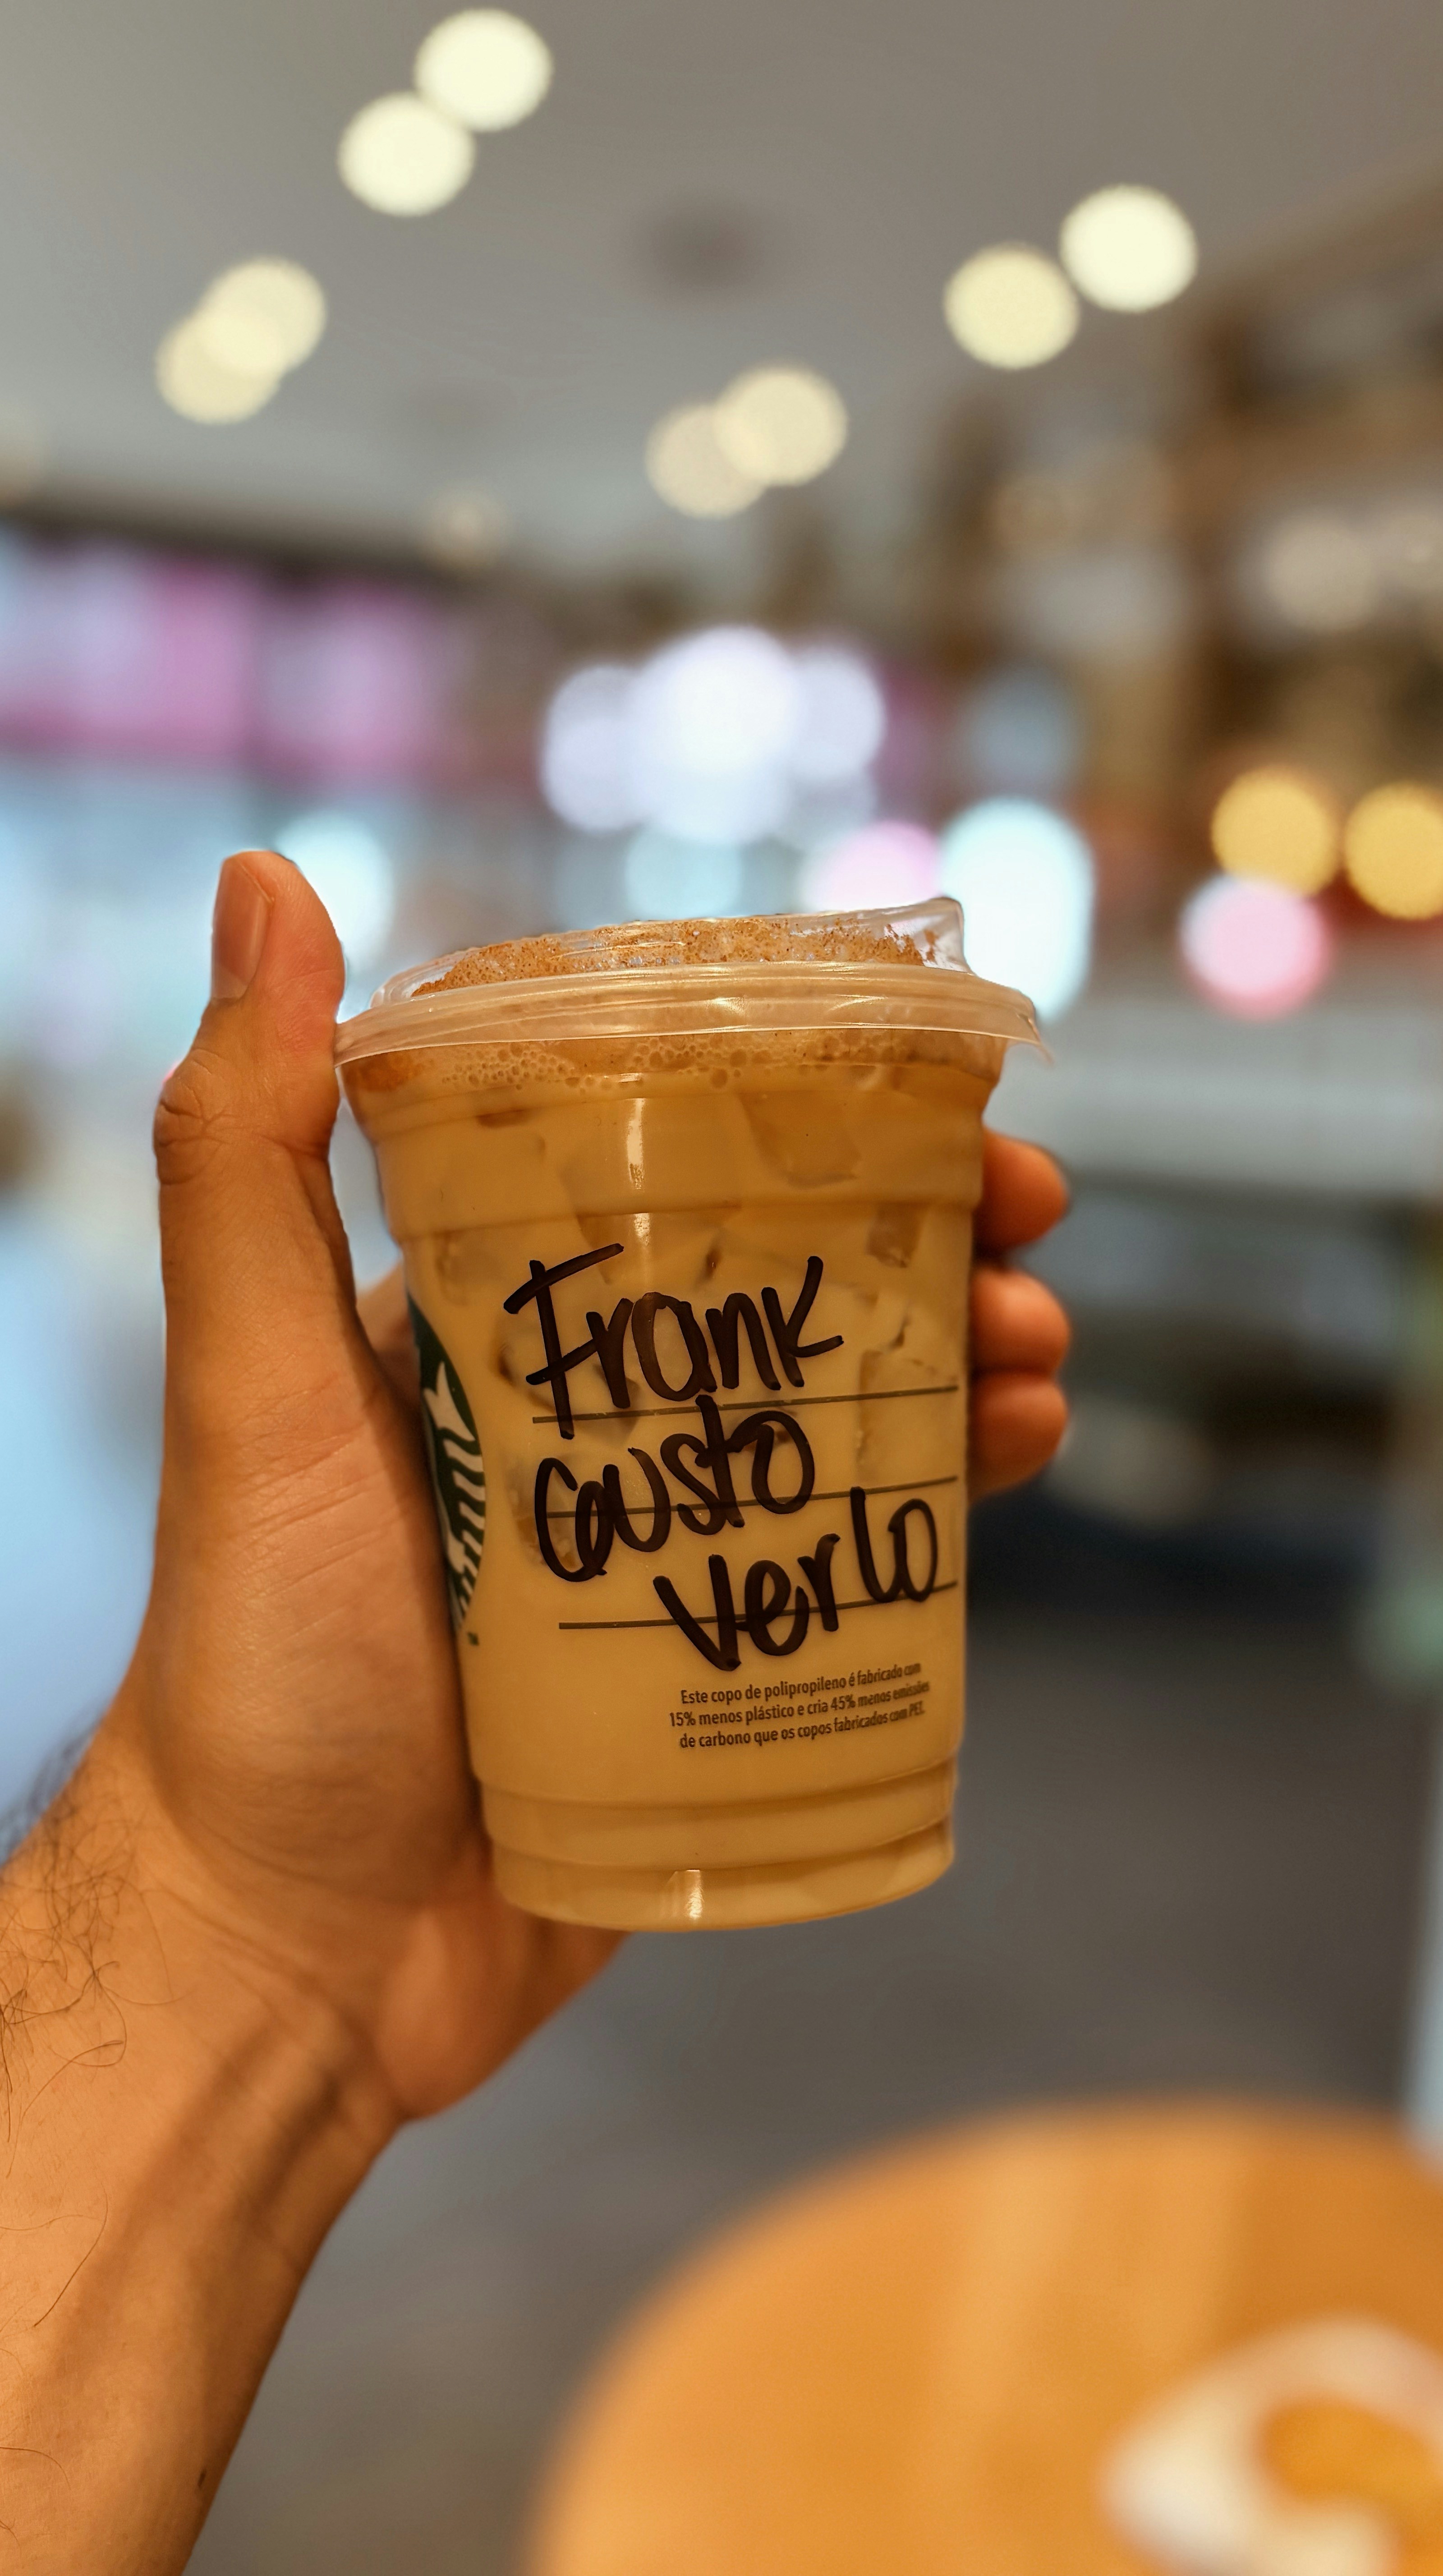 Frank
Gusto
verlo
Este copo de polipropileno é fabricado com
15% menos plástico e cria 45% menos emissões
de carbono que os copos fabricados com PET.